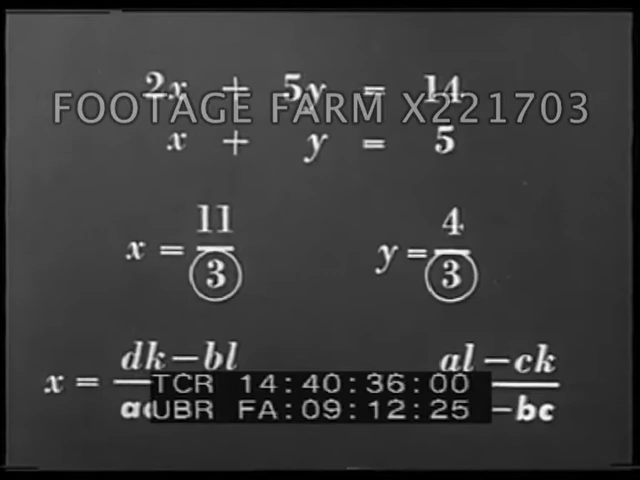 2x + 5y = 14
FOOTAGE FARM X221703
x + y = 5
x = 11/3 y = 4/3
dk-bl al-ck
x =
TCR 14:40:36:00
UBR FA:09:12:25 -bc